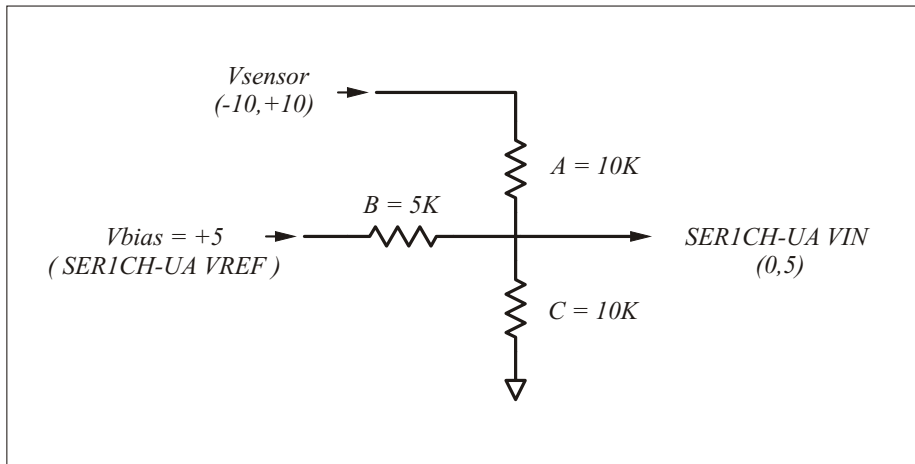 Vsensor
(-10,+10)
A = 10K
B = 5K
Vbias = +5
( SER1CH-UA VREF )
SER1CH-UA VIN
(0,5)
C = 10K